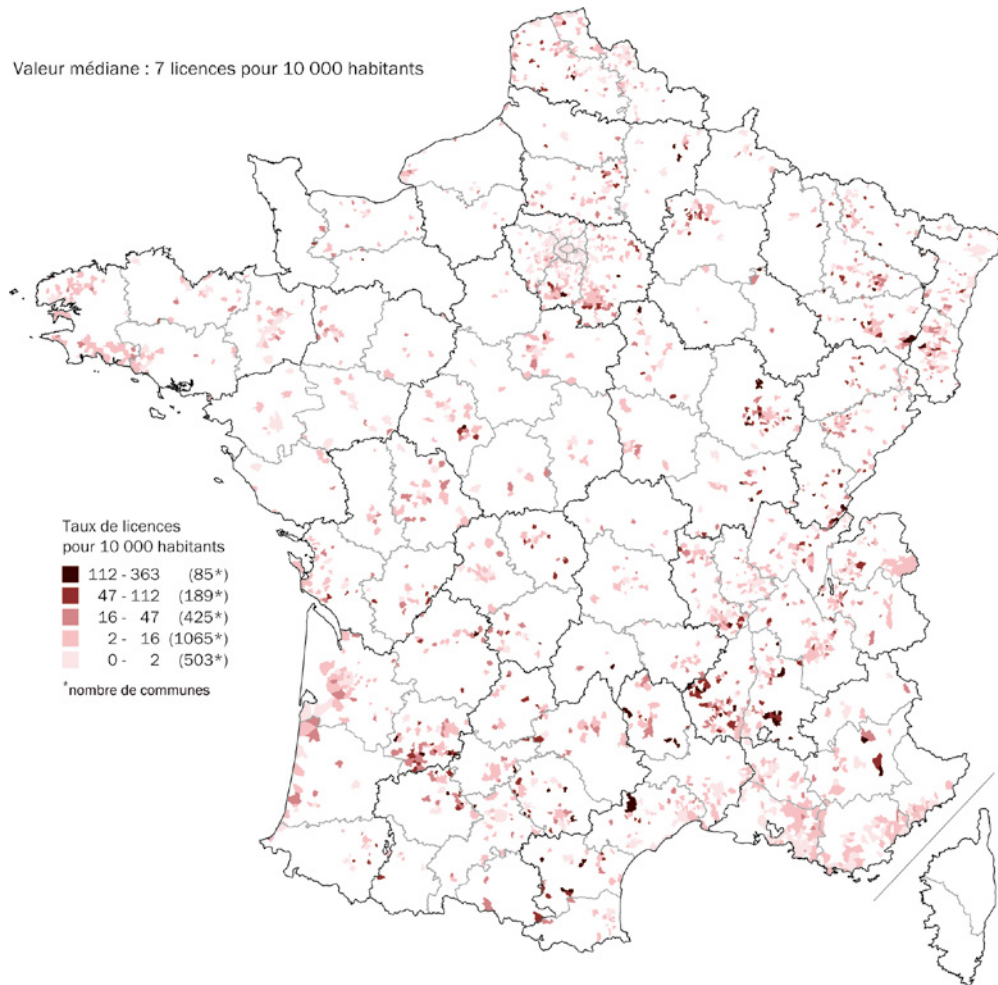 Valeur médiane : 7 licences pour 10 000 habitants
Taux de licences
pour 10 000 habitants
112 - 363 (85*)
47 - 112 (189*)
16 - 47 (425*)
2 - 16 (1065*)
0 - 2 (503*)
*nombre de communes